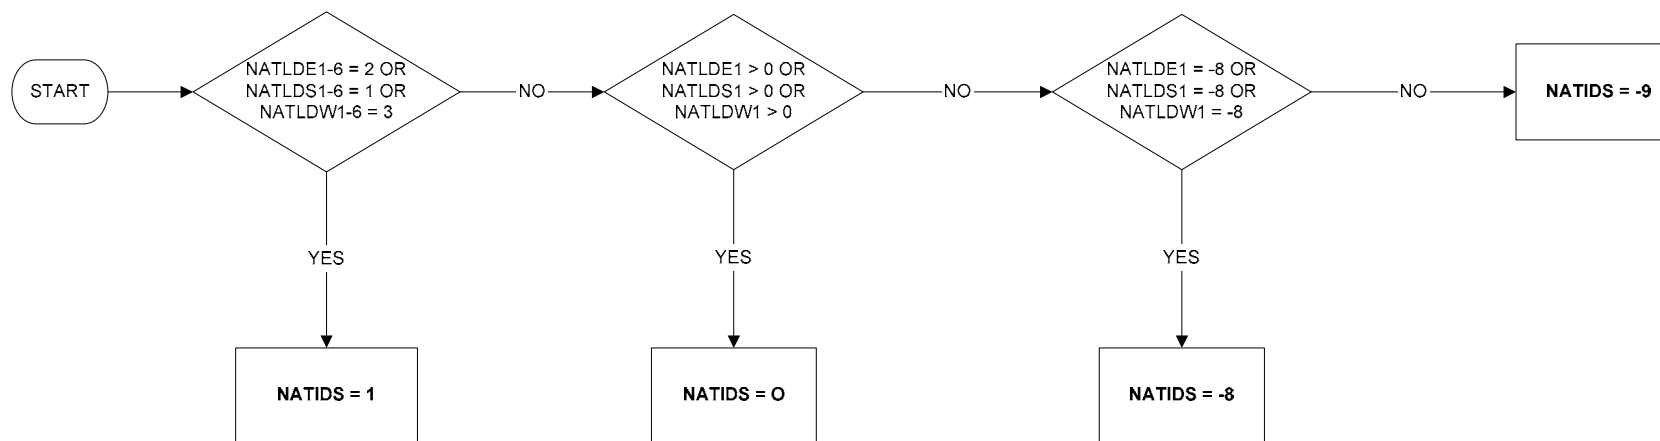 START
NATLDE1-6 = 2 OR
NATLDS1-6 = 1 OR
NATLDW1-6 = 3
NO
NATLDE1 > 0 OR
NATLDS1 > 0 OR
NATLDW1 > 0
NO
NATLDE1 = -8 OR
NATLDS1 = -8 OR
NATLDW1 = -8
NO
NATIDS = -9
YES
YES
YES
NATIDS = 1
NATIDS = O
NATIDS = -8